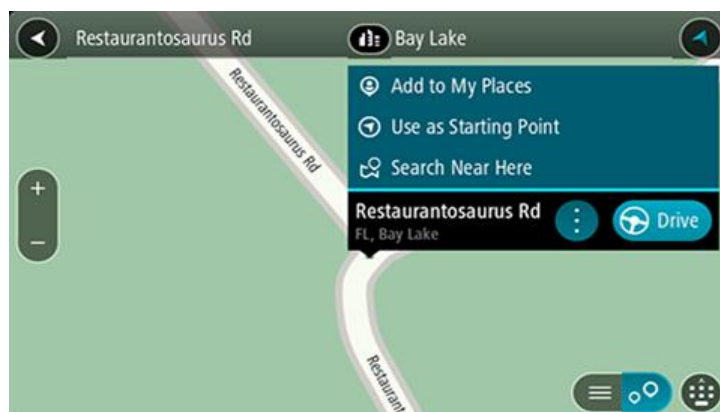 Restaurantosaurus Rd
Bay Lake
Restaurantosaurus Rd
Add to My Places
Use as Starting Point
Search Near Here
Restaurantosaurus Rd
FL, Bay Lake
Drive
Restaurant